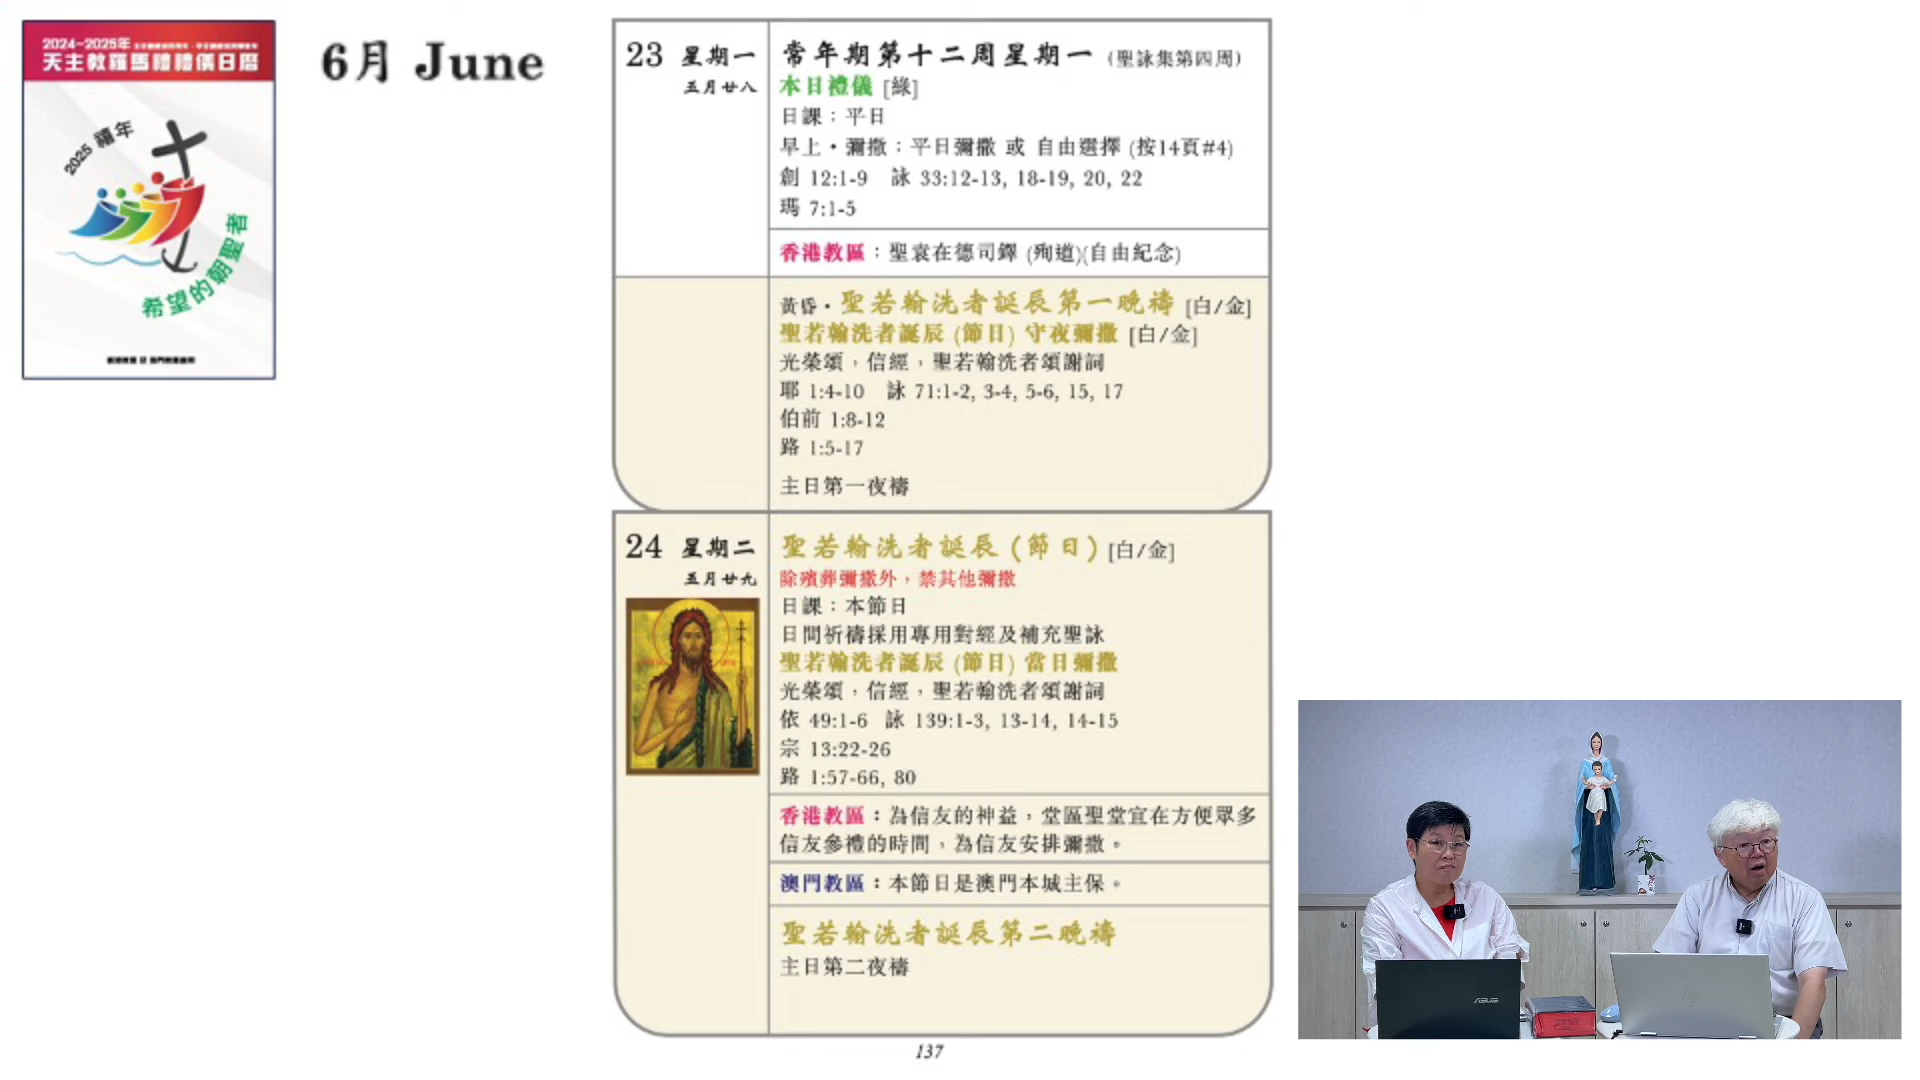 2024-2025年
天主教羅馬禮禮儀日曆
2025 禧年
希望的朝聖者
6月 June
23 星期一
五月廿八
常年期第十二周星期一 (聖詠集第四周)
本日禮儀 [綠]
日課：平日
早上・彌撒：平日彌撒 或 自由選擇 (按14頁#4)
創 12:1-9 詠 33:12-13, 18-19, 20, 22
瑪 7:1-5
香港教區：聖袁在德司鐸 (殉道)(自由紀念)
黃昏・聖若翰洗者誕辰第一晚禱 [白/金]
聖若翰洗者誕辰 (節日) 守夜彌撒 [白/金]
光榮頌，信經，聖若翰洗者頌謝詞
耶 1:4-10 詠 71:1-2, 3-4, 5-6, 15, 17
伯前 1:8-12
路 1:5-17
主日第一夜禱
24 星期二
五月廿九
聖若翰洗者誕辰 (節日) [白/金]
除殯葬彌撒外，禁其他彌撒
日課：本節日
日間祈禱採用專用對經及補充聖詠
聖若翰洗者誕辰 (節日) 當日彌撒
光榮頌，信經，聖若翰洗者頌謝詞
依 49:1-6 詠 139:1-3, 13-14, 14-15
宗 13:22-26
路 1:57-66, 80
香港教區：為信友的神益，堂區聖堂宜在方便眾多
信友參禮的時間，為信友安排彌撒。
澳門教區：本節日是澳門本城主保。
聖若翰洗者誕辰第二晚禱
主日第二夜禱
137
ASUS
hp